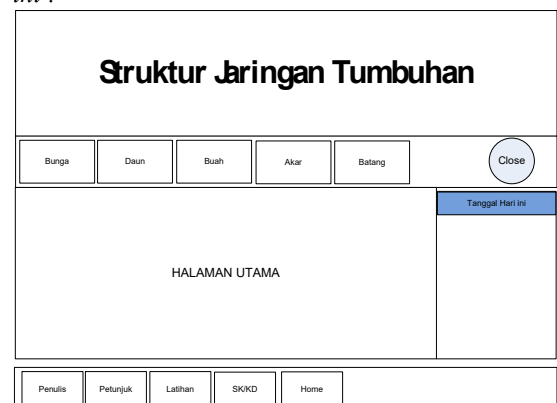 ini :
Struktur Jaringan Tumbuhan
Bunga Daun Buah Akar Batang Close
Tanggal Hari ini
HALAMAN UTAMA
Penulis Petunjuk Latihan SK/KD Home